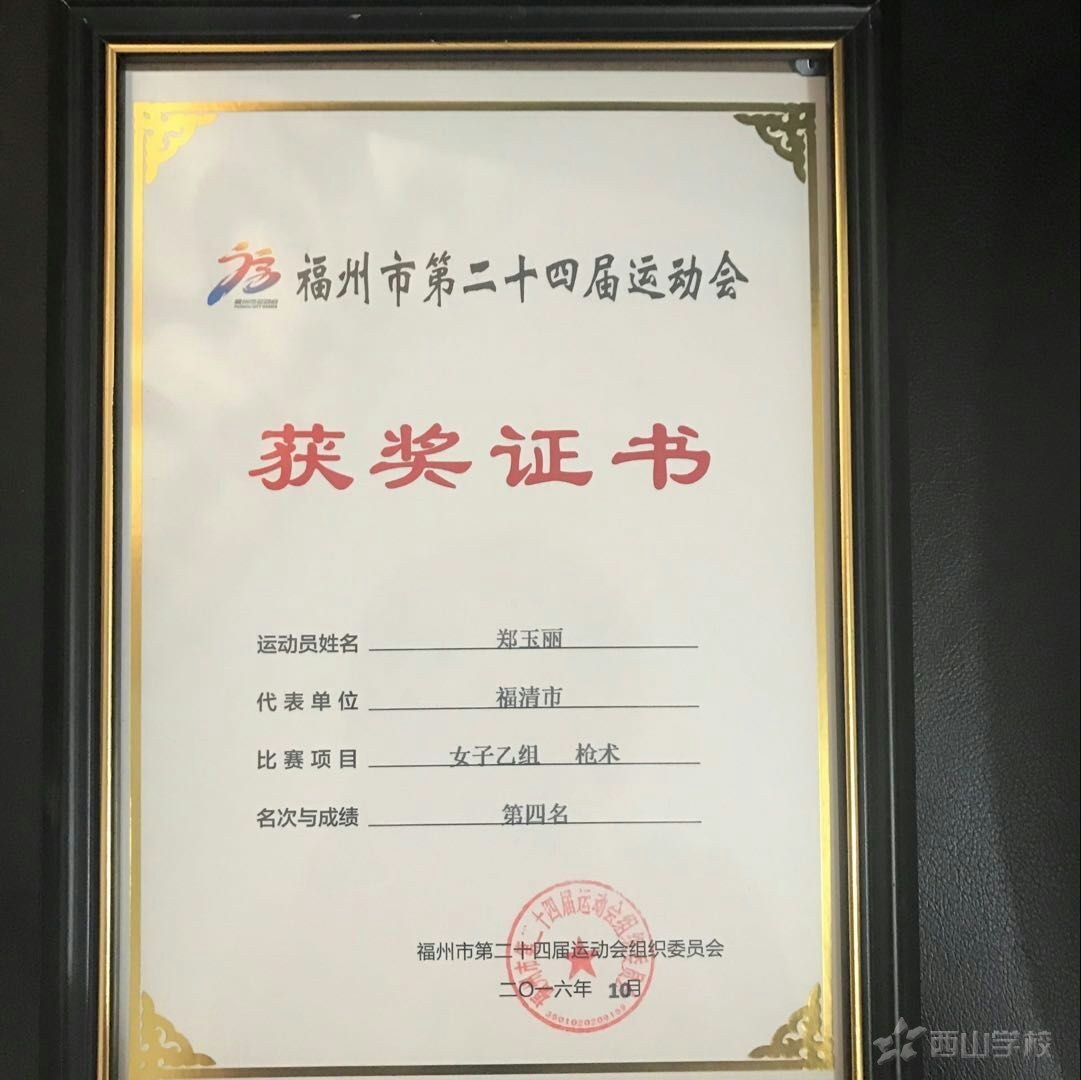 福州市第二十四届运动会
获奖证书
运动员姓名 郑玉丽
代表单位 福清市
比赛项目 女子乙组 枪术
名次与成绩 第四名
福州市第二十四届运动会组织委员会
二〇一六年 10月
西山学校